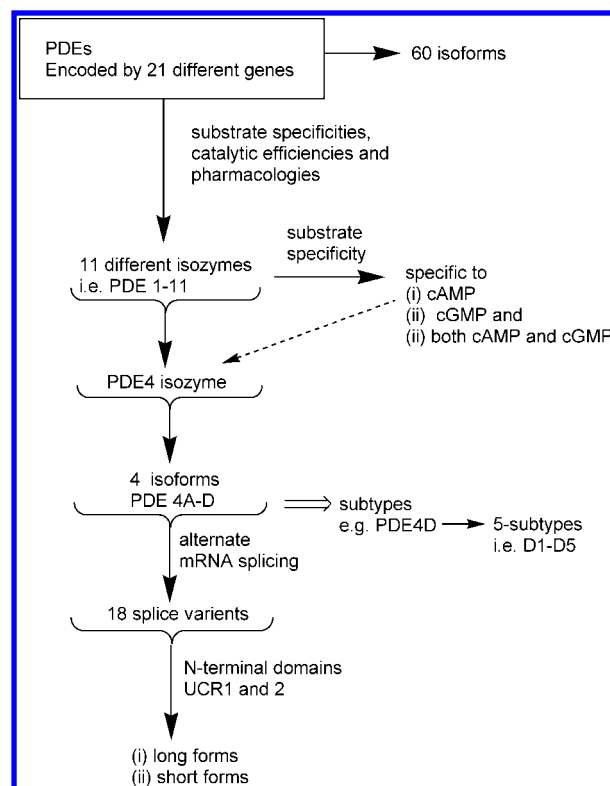 PDEs
Encoded by 21 different genes
60 isoforms
substrate specificities,
catalytic efficiencies and
pharmacologies
11 different isozymes
i.e. PDE 1-11
substrate
specificity
specific to
(i) cAMP
(ii) cGMP and
(ii) both cAMP and cGMP
PDE4 isozyme
4 isoforms
PDE 4A-D
subtypes
e.g. PDE4D
5-subtypes
i.e. D1-D5
alternate
mRNA splicing
18 splice varients
N-terminal domains
UCR1 and 2
(i) long forms
(ii) short forms